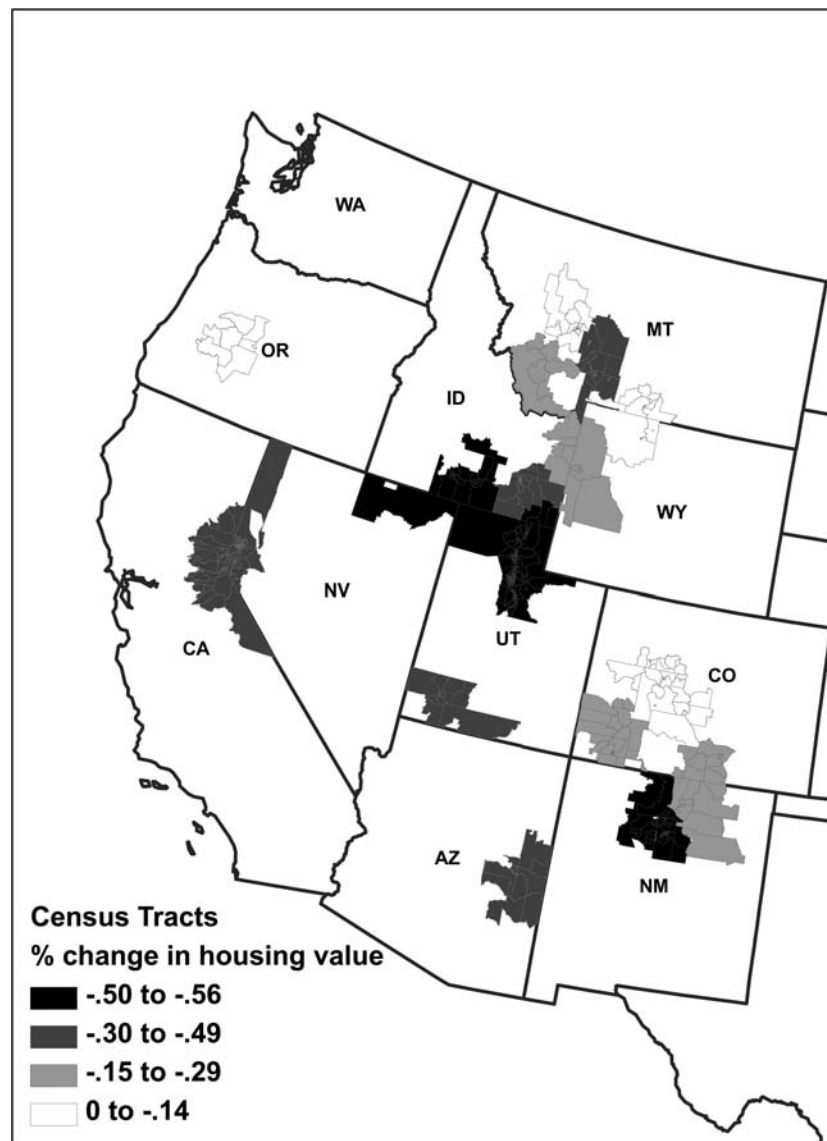 WA
OR
MT
ID
WY
NV
UT
CA
CO
AZ
NM
Census Tracts
% change in housing value
-.50 to -.56
-.30 to -.49
-.15 to -.29
0 to -.14